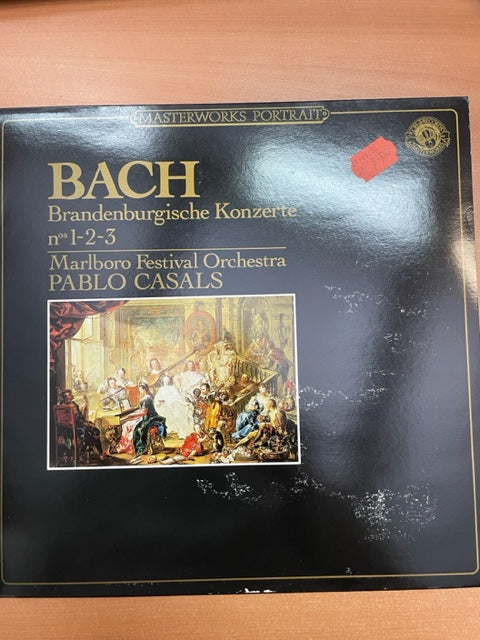 MASTERWORKS PORTRAIT
BACH
Brandenburgische Konzerte
nos 1-2-3
Marlboro Festival Orchestra
PABLO CASALS